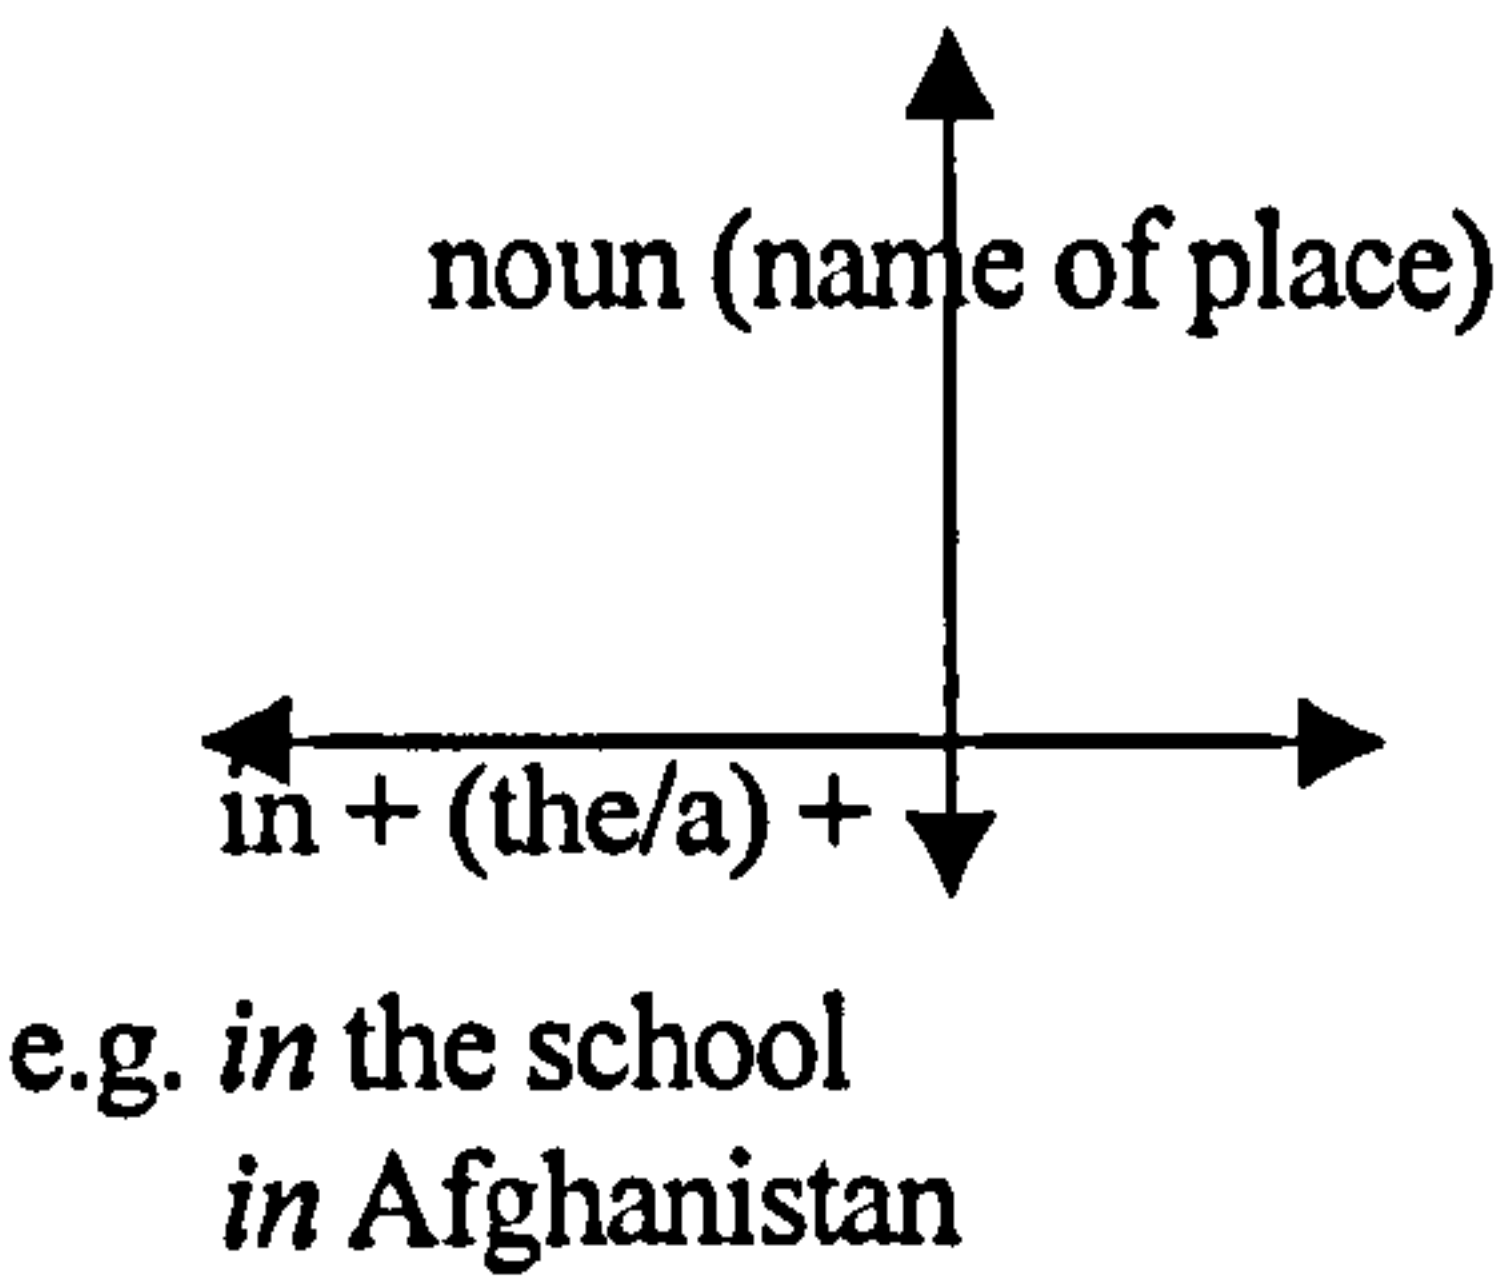 noun (name of place)
in + (the/a) +
e.g. in the school
in Afghanistan